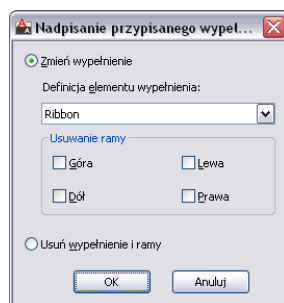 Nadpisanie przypisanego wypeł...
Zmień wypełnienie
Definicja elementu wypełnienia:
Ribbon
Usuwanie ramy
Góra
Lewa
Dół
Prawa
Usuń wypełnienie i ramy
OK
Anuluj